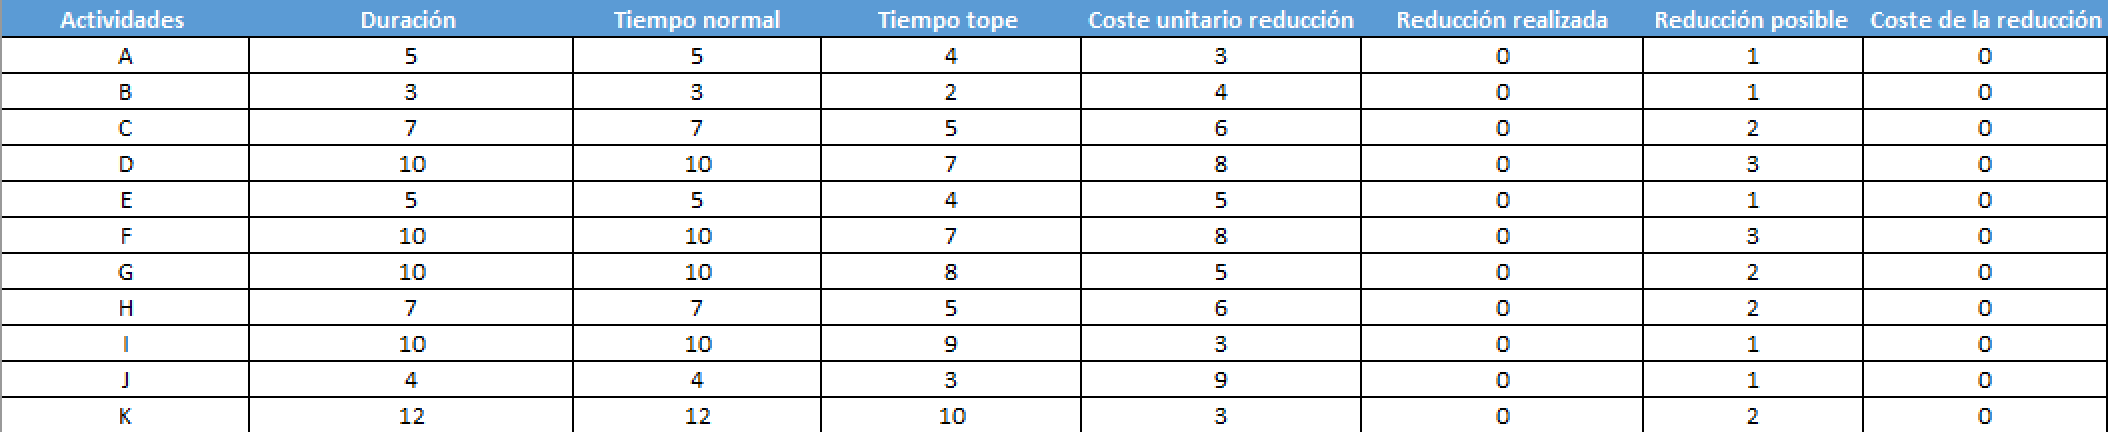 Actividades Duración Tiempo normal Tiempo tope Coste unitario reducción Reducción realizada Reducción posible Coste de la reducción
A 5 5 4 3 0 1 0
B 3 3 2 4 0 1 0
C 7 7 5 6 0 2 0
D 10 10 7 8 0 3 0
E 5 5 4 5 0 1 0
F 10 10 7 8 0 3 0
G 10 10 8 5 0 2 0
H 7 7 5 6 0 2 0
I 10 10 9 3 0 1 0
J 4 4 3 9 0 1 0
K 12 12 10 3 0 2 0